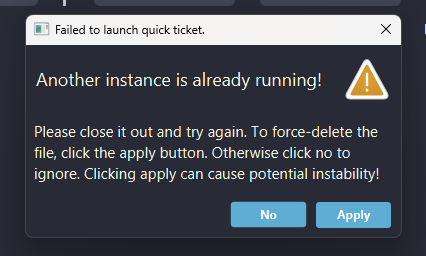 Failed to launch quick ticket.
Another instance is already running!
Please close it out and try again. To force-delete the
file, click the apply button. Otherwise click no to
ignore. Clicking apply can cause potential instability!
No
Apply